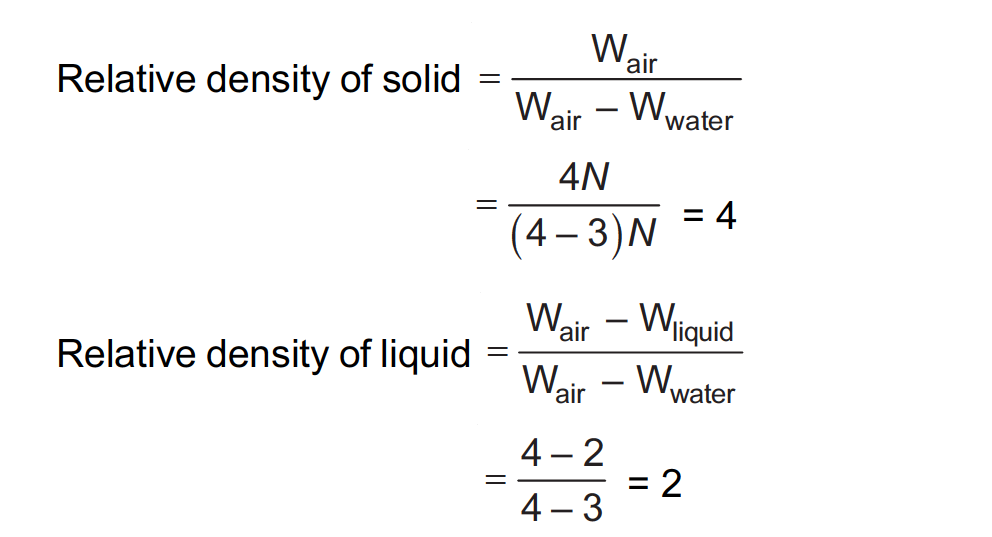 Relative density of solid = W_air / (W_air – W_water)
= 4N / (4 – 3)N = 4
Relative density of liquid = (W_air – W_liquid) / (W_air – W_water)
= (4 – 2) / (4 – 3) = 2